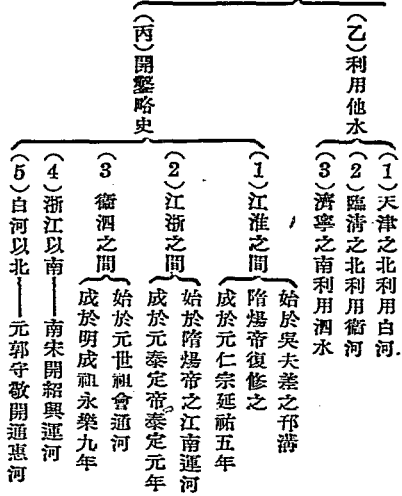 (乙)利用他水
(1)天津之北利用白河
(2)臨淸之北利用衞河
(3)濟寧之南利用泗水
(丙)開鑿略史
(1)江淮之間
始於吳夫差之邗溝
隋煬帝復修之
成於元仁宗延祐五年
(2)江浙之間
始於隋煬帝之江南運河
成於元泰定帝泰定元年
(3)衞泗之間
始於元世祖會通河
成於明成祖永樂九年
(4)浙江以南——南宋開紹興運河
(5)白河以北——元郭守敬開通惠河